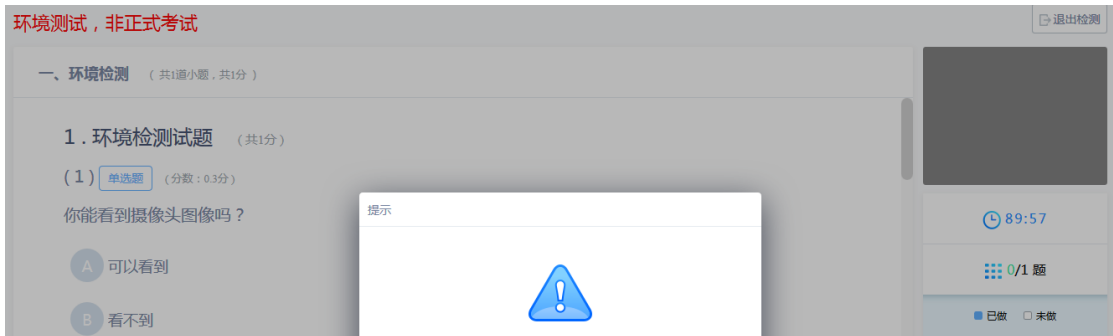 环境测试，非正式考试
退出检测
一、环境检测 （ 共1道小题 , 共1分 ）
1 . 环境检测试题 （ 共1分 ）
( 1 ) 单选题 （分数 : 0.3分 ）
你能看到摄像头图像吗？
A 可以看到
B 看不到
提示
89:57
0/1 题
已做 未做